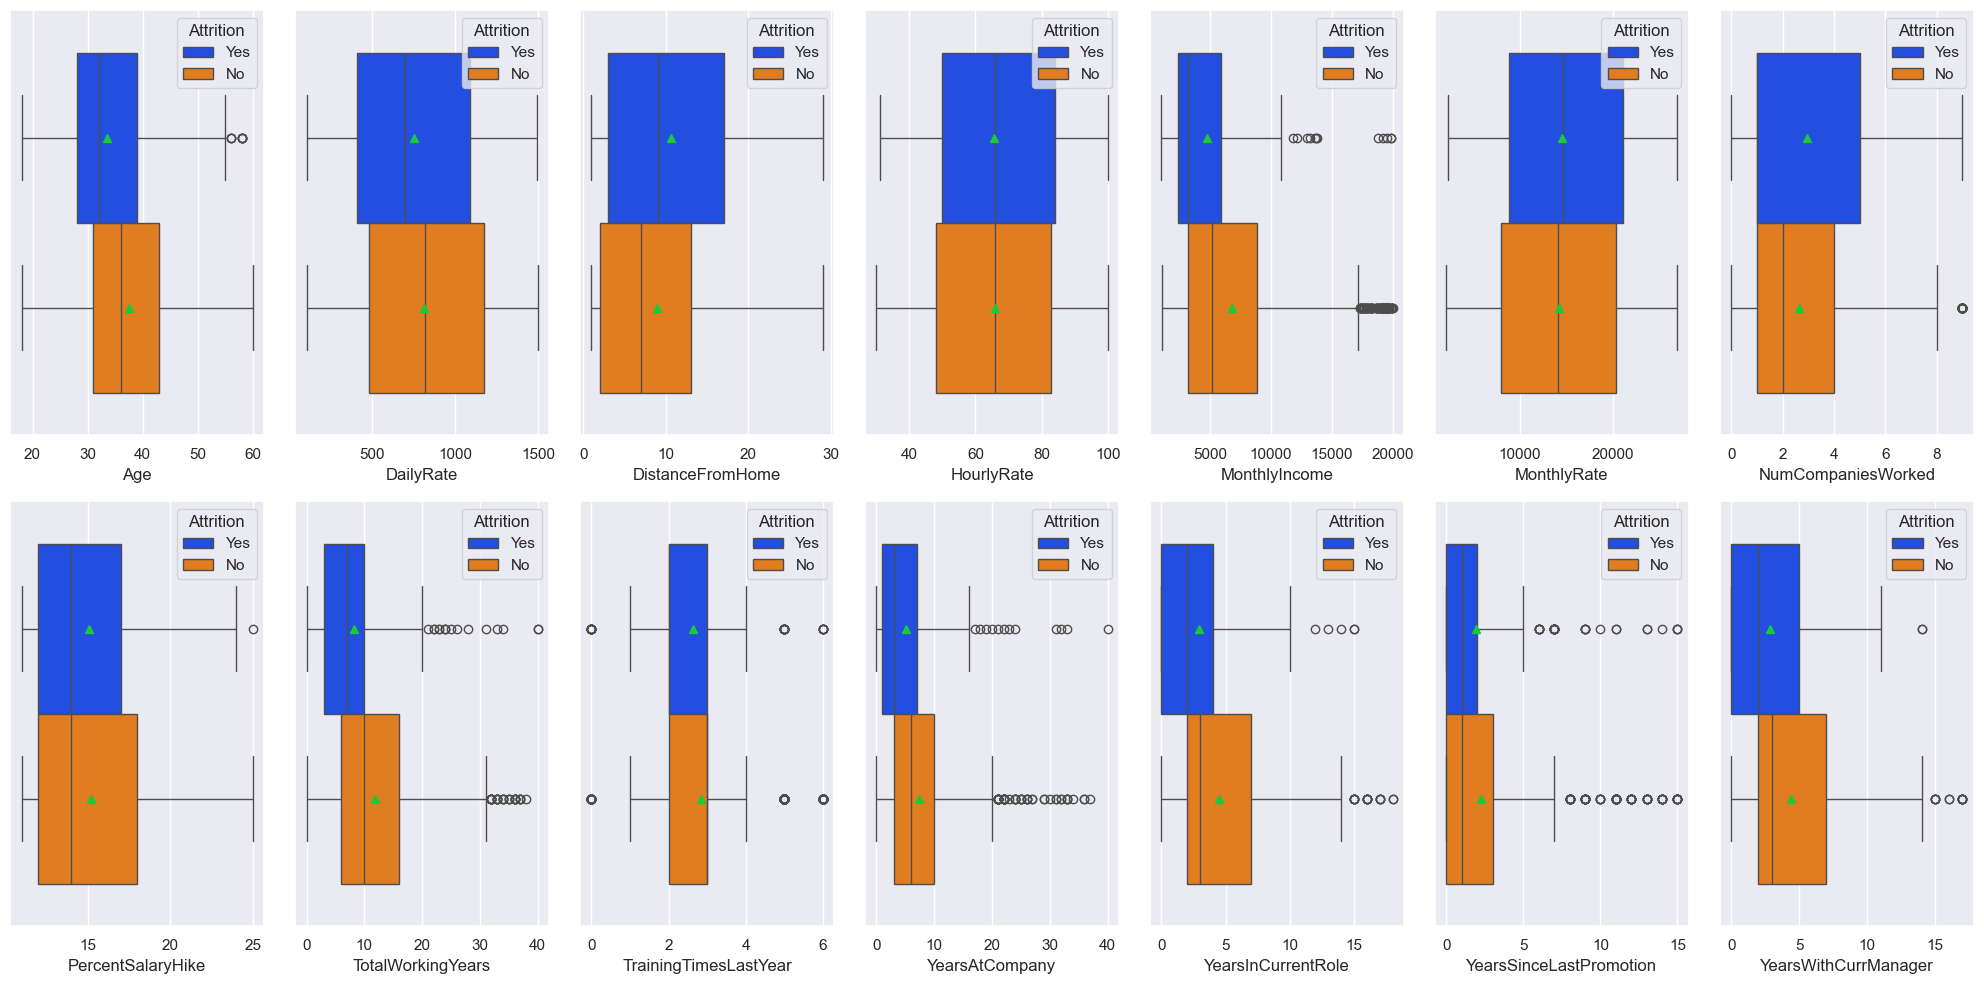 Attrition
Yes
No
20 30 40 50 60
Age
Attrition
Yes
No
500 1000 1500
DailyRate
Attrition
Yes
No
0 10 20 30
DistanceFromHome
Attrition
Yes
No
40 60 80 100
HourlyRate
Attrition
Yes
No
5000 10000 15000 20000
MonthlyIncome
Attrition
Yes
No
10000 20000
MonthlyRate
Attrition
Yes
No
0 2 4 6 8
NumCompaniesWorked
Attrition
Yes
No
15 20 25
PercentSalaryHike
Attrition
Yes
No
0 10 20 30 40
TotalWorkingYears
Attrition
Yes
No
0 2 4 6
TrainingTimesLastYear
Attrition
Yes
No
0 10 20 30 40
YearsAtCompany
Attrition
Yes
No
0 5 10 15
YearsInCurrentRole
Attrition
Yes
No
0 5 10 15
YearsSinceLastPromotion
Attrition
Yes
No
0 5 10 15
YearsWithCurrManager